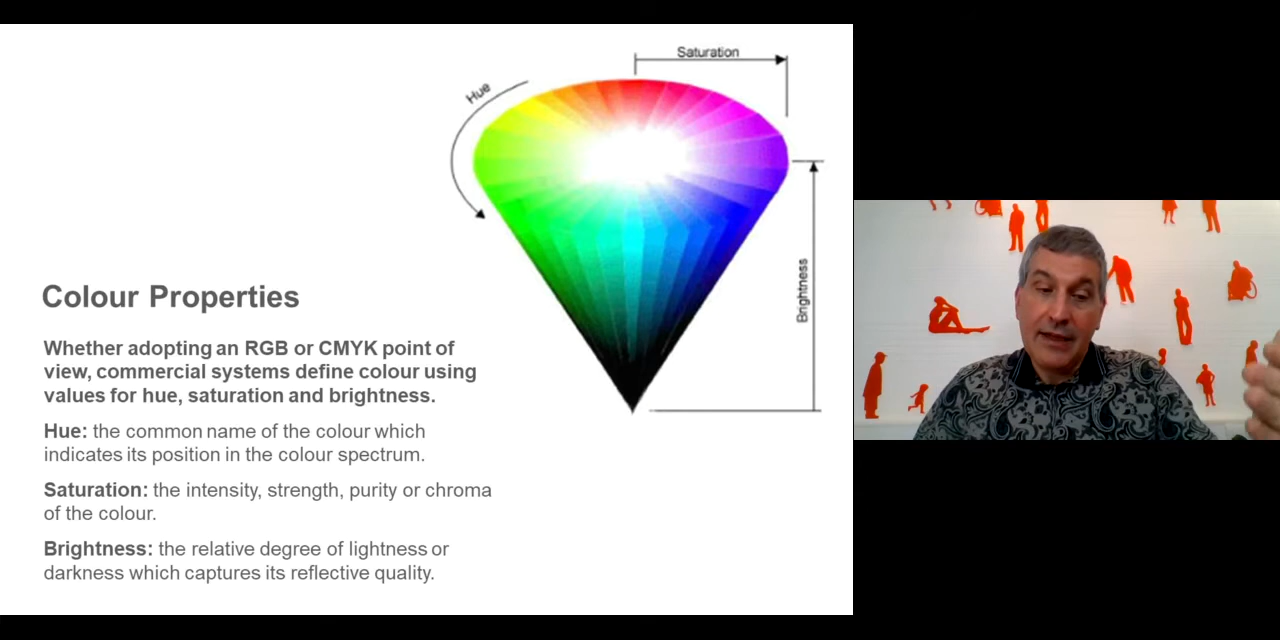 Saturation
Hue
Brightness
Colour Properties
Whether adopting an RGB or CMYK point of
view, commercial systems define colour using
values for hue, saturation and brightness.
Hue: the common name of the colour which
indicates its position in the colour spectrum.
Saturation: the intensity, strength, purity or chroma
of the colour.
Brightness: the relative degree of lightness or
darkness which captures its reflective quality.